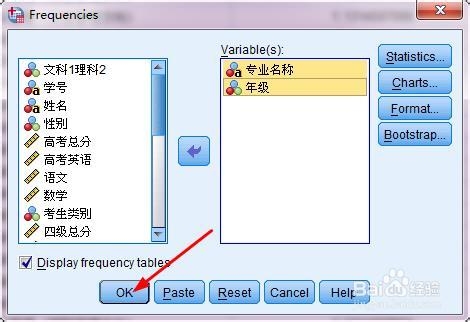 Frequencies
Variable(s):
文科1理科2
学号
姓名
性别
高考总分
高考英语
语文
数学
考生类别
四级总分
专业名称
年级
Statistics...
Charts...
Format...
Bootstrap...
Display frequency tables
OK
Paste
Reset
Cancel
Help
Bai 经验